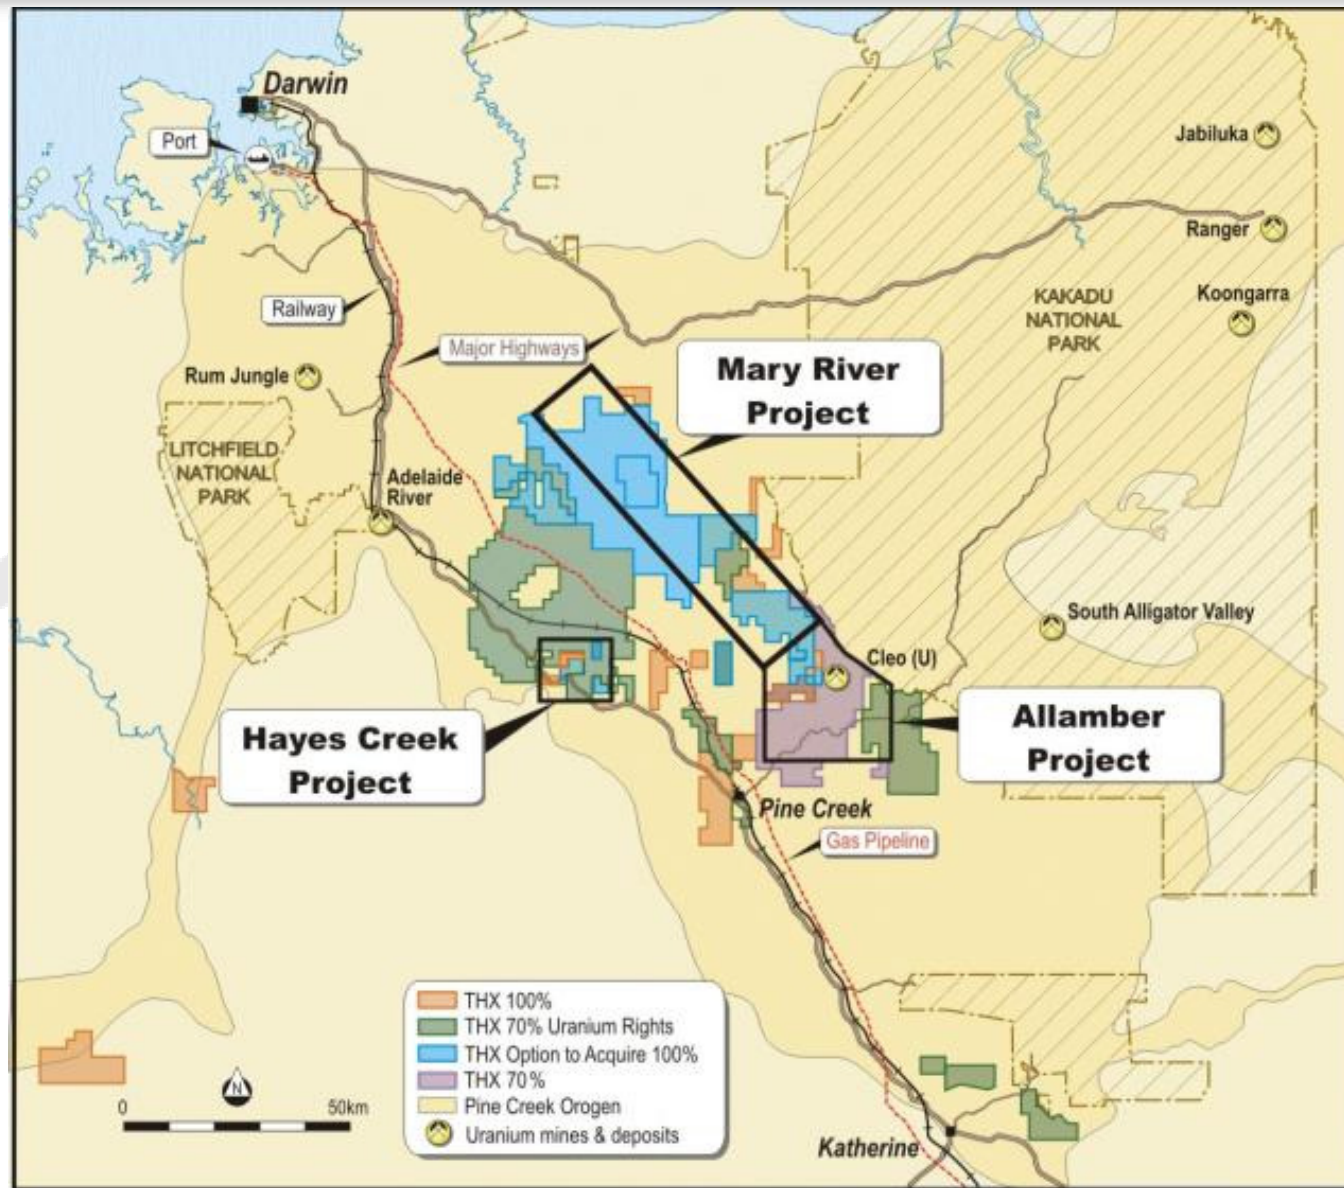 Darwin
Port
Jabiluka
Ranger
KAKADU
NATIONAL
PARK
Koongarra
Railway
Major Highways
Mary River
Project
Rum Jungle
LITCHFIELD
NATIONAL
PARK
Adelaide
River
South Alligator Valley
Cleo (U)
Hayes Creek
Project
Allamber
Project
Pine Creek
Gas Pipeline
THX 100%
THX 70% Uranium Rights
THX Option to Acquire 100%
THX 70%
Pine Creek Orogen
Uranium mines & deposits
N
0 50km
Katherine